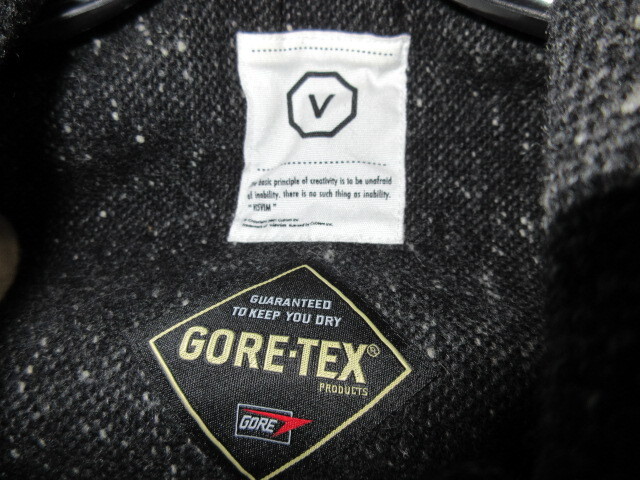 V
basic principle of creativity is to be unafraid
of inability. there is no such thing as inability.
" VISVIM "
GUARANTEED
TO KEEP YOU DRY
GORE-TEX®
PRODUCTS
GORE